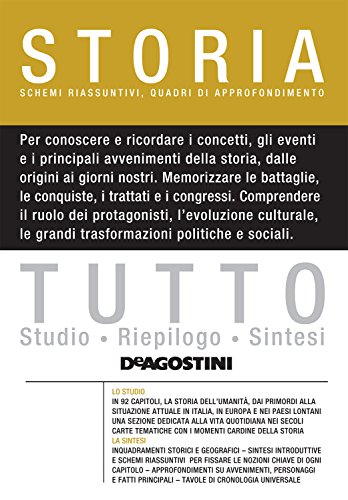 STORIA
SCHEMI RIASSUNTIVI, QUADRI DI APPROFONDIMENTO
Per conoscere e ricordare i concetti, gli eventi
e i principali avvenimenti della storia, dalle
origini ai giorni nostri. Memorizzare le battaglie,
le conquiste, i trattati e i congressi. Comprendere
il ruolo dei protagonisti, l'evoluzione culturale,
le grandi trasformazioni politiche e sociali.
TUTTO
Studio • Riepilogo • Sintesi
DeAGOSTINI
LO STUDIO
IN 92 CAPITOLI, LA STORIA DELL'UMANITÀ, DAI PRIMORDI ALLA
SITUAZIONE ATTUALE IN ITALIA, IN EUROPA E NEI PAESI LONTANI
UNA SEZIONE DEDICATA ALLA VITA QUOTIDIANA NEI SECOLI
CARTE TEMATICHE CON I MOMENTI CARDINE DELLA STORIA
LA SINTESI
INQUADRAMENTI STORICI E GEOGRAFICI – SINTESI INTRODUTTIVE
E SCHEMI RIASSUNTIVI PER FISSARE LE NOZIONI CHIAVE DI OGNI
CAPITOLO – APPROFONDIMENTI SU AVVENIMENTI, PERSONAGGI
E FATTI PRINCIPALI – TAVOLE DI CRONOLOGIA UNIVERSALE